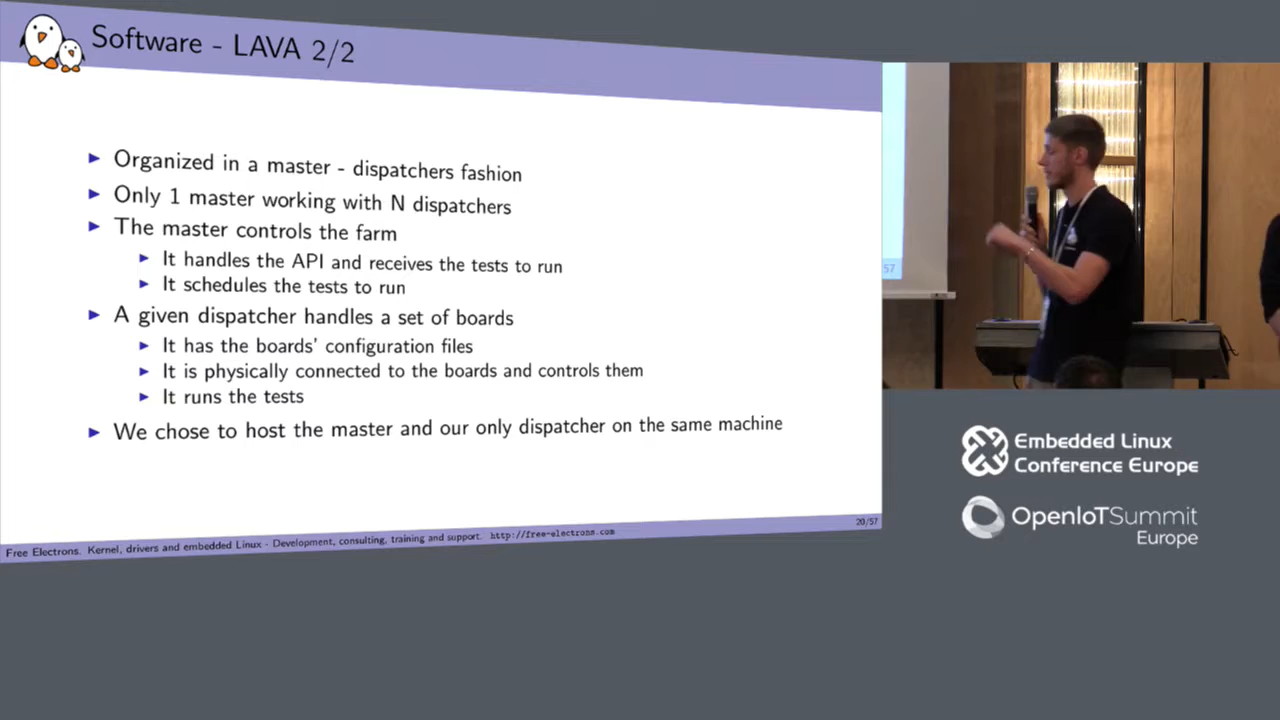 Software - LAVA 2/2
Organized in a master - dispatchers fashion
Only 1 master working with N dispatchers
The master controls the farm
It handles the API and receives the tests to run
It schedules the tests to run
A given dispatcher handles a set of boards
It has the boards' configuration files
It is physically connected to the boards and controls them
It runs the tests
We chose to host the master and our only dispatcher on the same machine
Free Electrons. Kernel, drivers and embedded Linux - Development, consulting, training and support. http://free-electrons.com
20/57
57
Embedded Linux
Conference Europe
OpenIoTSummit
Europe